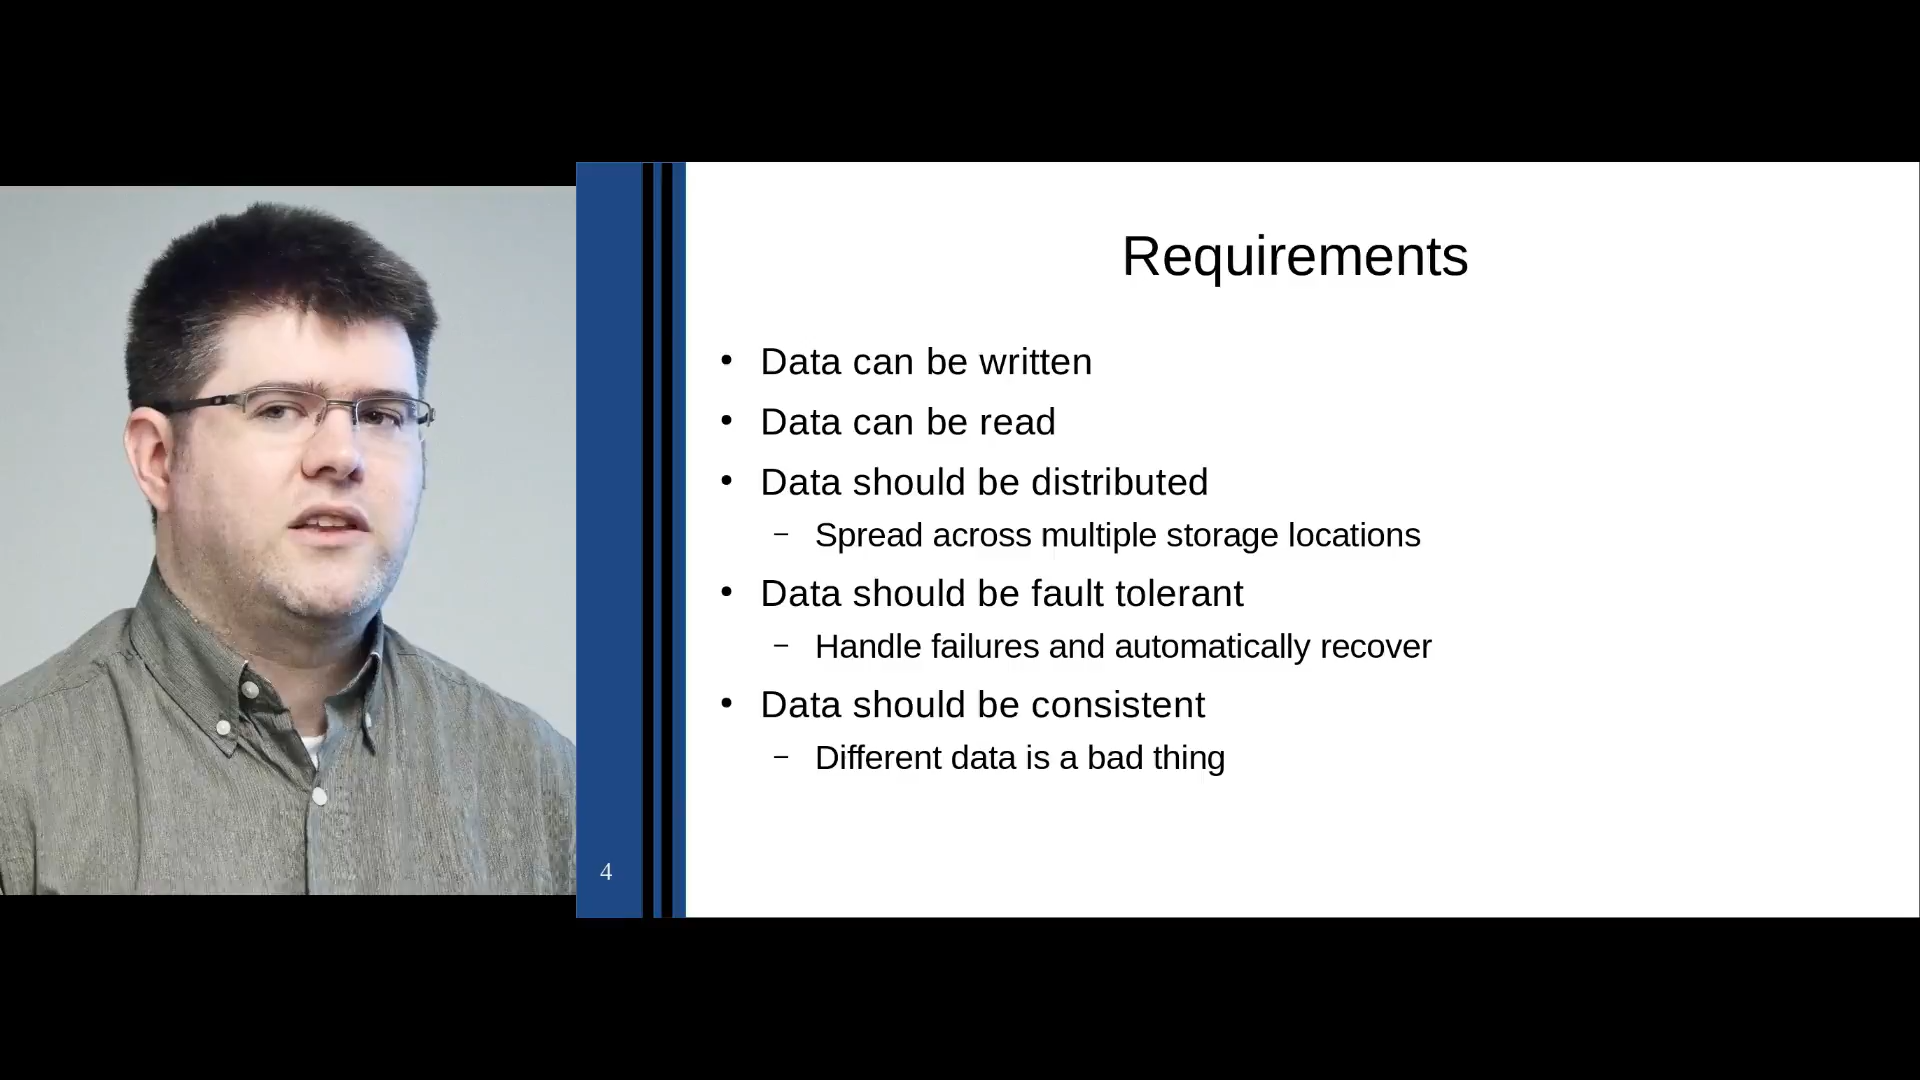 Requirements
• Data can be written
• Data can be read
• Data should be distributed
– Spread across multiple storage locations
• Data should be fault tolerant
– Handle failures and automatically recover
• Data should be consistent
– Different data is a bad thing
4